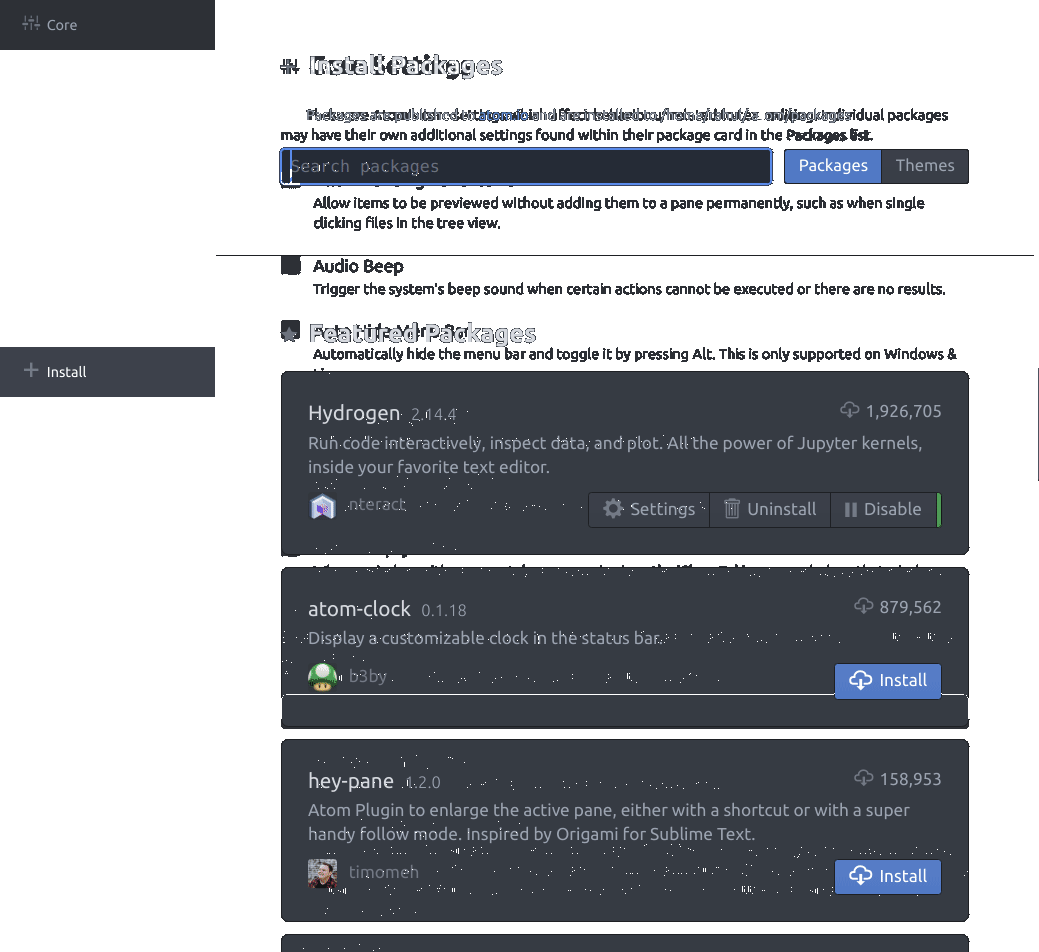 Core
Install Packages
may have their own additional settings found within their package card in the Packages list.
Search packages
Packages Themes
Allow items to be previewed without adding them to a pane permanently, such as when single
clicking files in the tree view.
Audio Beep
Trigger the system's beep sound when certain actions cannot be executed or there are no results.
Featured Packages
Automatically hide the menu bar and toggle it by pressing Alt. This is only supported on Windows &
Install
Hydrogen 2.14.4 1,926,705
Run code interactively, inspect data, and plot. All the power of Jupyter kernels,
inside your favorite text editor.
nteract Settings Uninstall Disable
atom-clock 0.1.18 879,562
Display a customizable clock in the status bar.
b3by Install
hey-pane 1.2.0 158,953
Atom Plugin to enlarge the active pane, either with a shortcut or with a super
handy follow mode. Inspired by Origami for Sublime Text.
timomeh Install